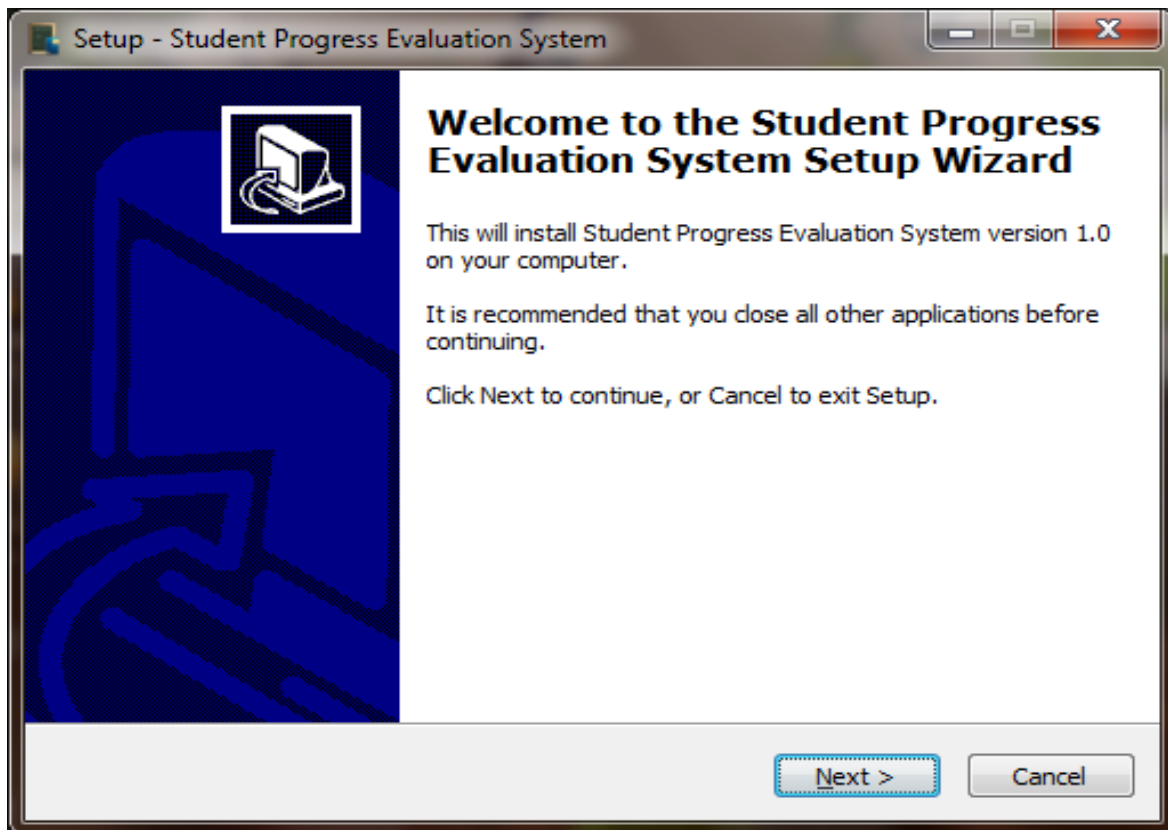 Setup - Student Progress Evaluation System
Welcome to the Student Progress
Evaluation System Setup Wizard
This will install Student Progress Evaluation System version 1.0
on your computer.
It is recommended that you close all other applications before
continuing.
Click Next to continue, or Cancel to exit Setup.
Next >
Cancel